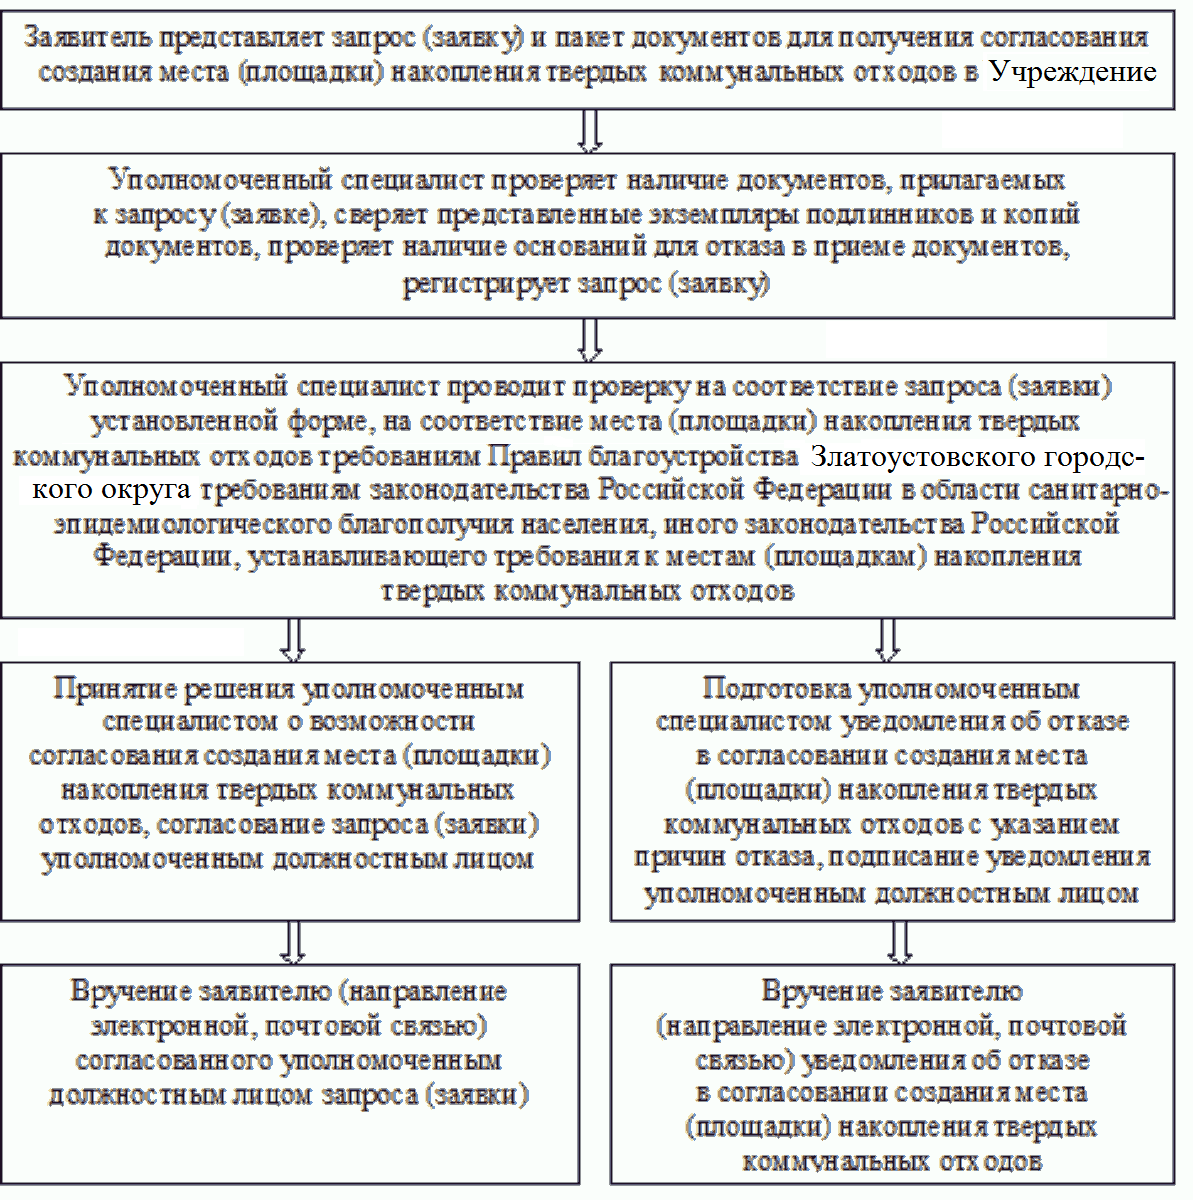 Заявитель представляет запрос (заявку) и пакет документов для получения согласования
создания места (площадки) накопления твердых коммунальных отходов в Учреждение
Уполномоченный специалист проверяет наличие документов, прилагаемых
к запросу (заявке), сверяет представленные экземпляры подлинников и копий
документов, проверяет наличие оснований для отказа в приеме документов,
регистрирует запрос (заявку)
Уполномоченный специалист проводит проверку на соответствие запроса (заявки)
установленной форме, на соответствие места (площадки) накопления твердых
коммунальных отходов требованиям Правил благоустройства Златоустовского городс-
кого округа требованиям законодательства Российской Федерации в области санитарно-
эпидемиологического благополучия населения, иного законодательства Российской
Федерации, устанавливающего требования к местам (площадкам) накопления
твердых коммунальных отходов
Принятие решения уполномоченным
специалистом о возможности
согласования создания места (площадки)
накопления твердых коммунальных
отходов, согласование запроса (заявки)
уполномоченным должностным лицом
Подготовка уполномоченным
специалистом уведомления об отказе
в согласовании создания места
(площадки) накопления твердых
коммунальных отходов с указанием
причин отказа, подписание уведомления
уполномоченным должностным лицом
Вручение заявителю (направление
электронной, почтовой связью)
согласованного уполномоченным
должностным лицом запроса (заявки)
Вручение заявителю
(направление электронной, почтовой
связью) уведомления об отказе
в согласовании создания места
(площадки) накопления твердых
коммунальных отходов